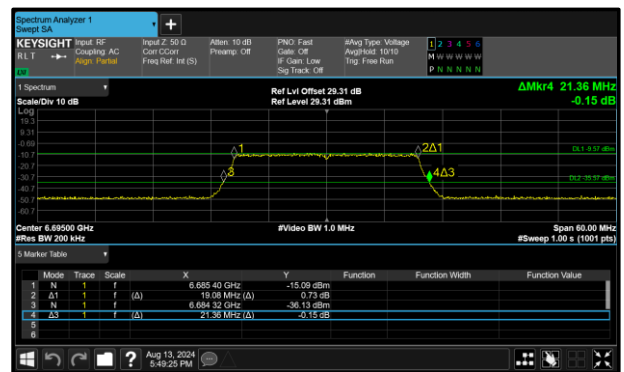 Spectrum Analyzer 1
Swept SA
+
KEYSIGHT Input: RF Input Z: 50 Ω Atten: 10 dB PNO: Fast #Avg Type: Voltage 1 2 3 4 5 6
RLT Coupling: AC Corr CCorr Preamp: Off Gate: Off Avg|Hold: 10/10 M W W W W W
Align: Partial Freq Ref: Int (S) IF Gain: Low Trig: Free Run
Sig Track: Off P N N N N N
LXI
1 Spectrum Ref Lvl Offset 29.31 dB ΔMkr4 21.36 MHz
Scale/Div 10 dB Ref Level 29.31 dBm -0.15 dB
Log
19.3
9.31
-0.69
-10.7 1 2Δ1 DL1 -9.57 dBm
-20.7
-30.7 3 4Δ3 DL2 -35.57 dBm
-40.7
-50.7
-60.7
Center 6.69500 GHz #Video BW 1.0 MHz Span 60.00 MHz
#Res BW 200 kHz #Sweep 1.00 s (1001 pts)
5 Marker Table
Mode Trace Scale X Y Function Function Width Function Value
1 N 1 f 6.685 40 GHz -15.09 dBm
2 Δ1 1 f (Δ) 19.08 MHz (Δ) 0.73 dB
3 N 1 f 6.684 32 GHz -36.13 dBm
4 Δ3 1 f (Δ) 21.36 MHz (Δ) -0.15 dB
5
6
? Aug 13, 2024
5:49:25 PM